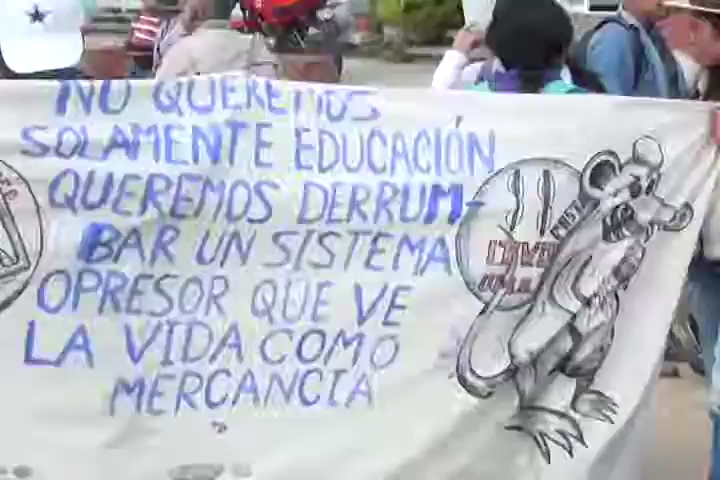 NO QUEREMOS
SOLAMENTE EDUCACIÓN
QUEREMOS DERRUM-
BAR UN SISTEMA
OPRESOR QUE VE
LA VIDA COMO
MERCANCIA